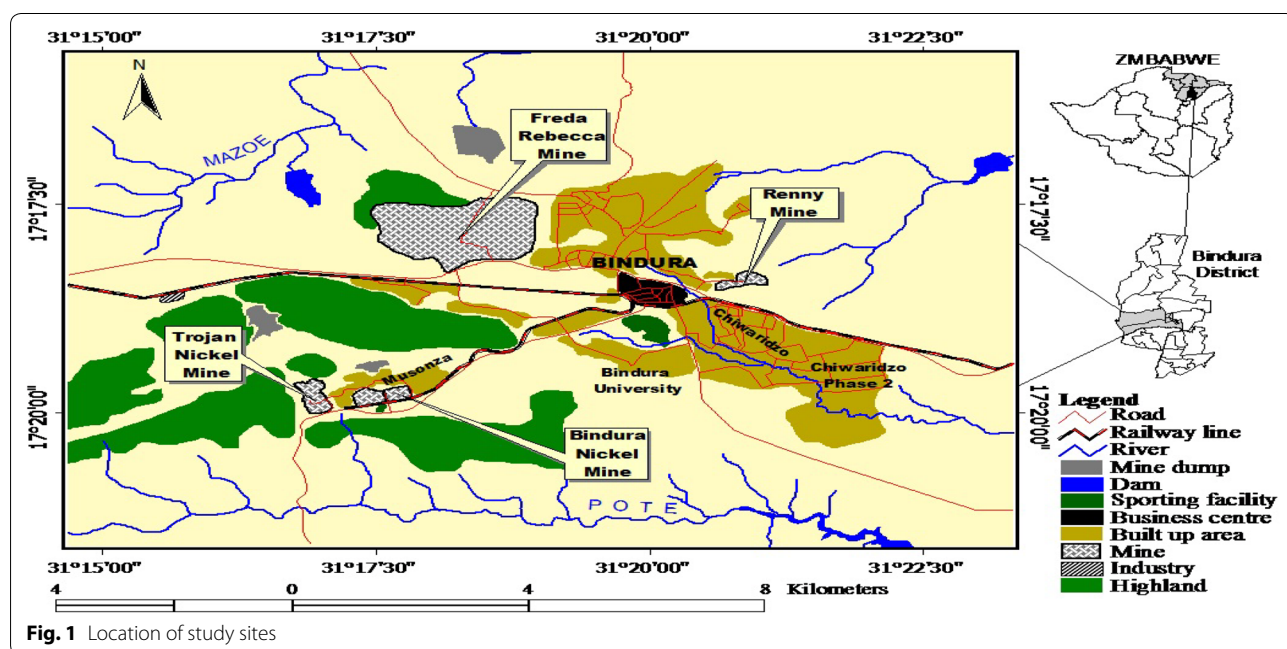 31°15'00" 31°17'30" 31°20'00" 31°22'30"
ZMBABWE
N
Freda
Rebecca
Mine
MAZOE
Renny
Mine
17°17'30"
17°17'30"
BINDURA
Bindura
District
Trojan
Nickel
Mine
Musonza
Chiwaridzo
Bindura
University
Chiwaridzo
Phase 2
17°20'00"
17°20'00"
Bindura
Nickel
Mine
POTE
31°15'00" 31°17'30" 31°20'00" 31°22'30"
Legend
Road
Railway line
River
Mine dump
Dam
Sporting facility
Business centre
Built up area
Mine
Industry
Highland
4 0 4 8 Kilometers
Fig. 1 Location of study sites